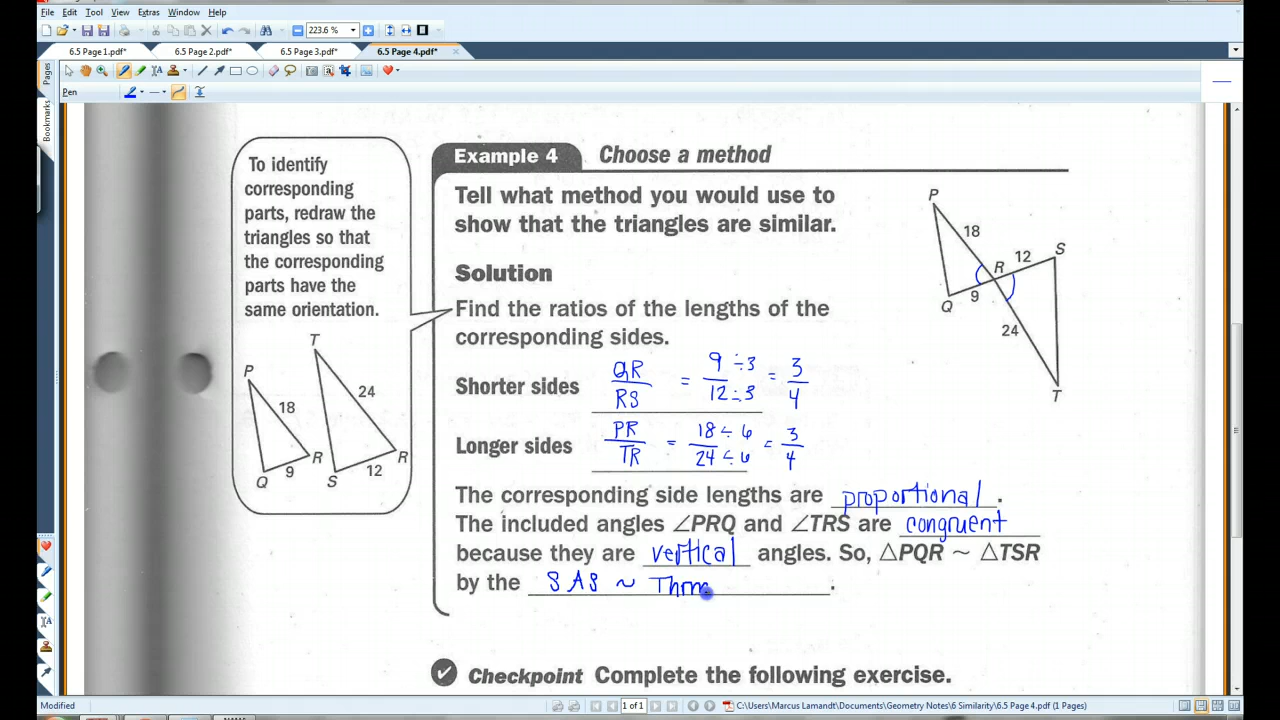 File Edit Tool View Extras Window Help
223.6 %
6.5 Page 1.pdf* 6.5 Page 2.pdf* 6.5 Page 3.pdf* 6.5 Page 4.pdf*
Pen
Pages
Bookmarks
To identify
corresponding
parts, redraw the
triangles so that
the corresponding
parts have the
same orientation.
P
18
9
Q
R
T
24
12
S
R
Example 4 Choose a method
Tell what method you would use to
show that the triangles are similar.
P
18
12
S
R
Q
9
24
T
Solution
Find the ratios of the lengths of the
corresponding sides.
Shorter sides QR/RS = 9÷3/12÷3 = 3/4
Longer sides PR/TR = 18÷6/24÷6 = 3/4
The corresponding side lengths are proportional.
The included angles ∠PRQ and ∠TRS are congruent
because they are vertical angles. So, △PQR ~ △TSR
by the SAS ~ Thm.
Checkpoint Complete the following exercise.
Modified
1 of 1
C:\Users\Marcus Lamandt\Documents\Geometry Notes\6 Similarity\6.5 Page 4.pdf (1 Pages)